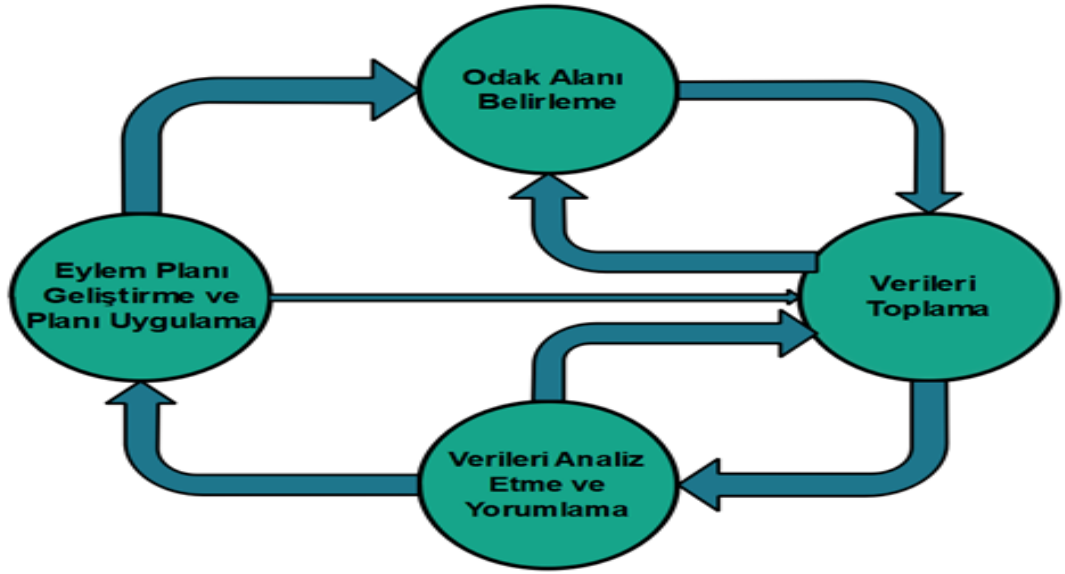 Odak Alanı
Belirleme
Eylem Planı
Geliştirme ve
Planı Uygulama
Verileri
Toplama
Verileri Analiz
Etme ve
Yorumlama